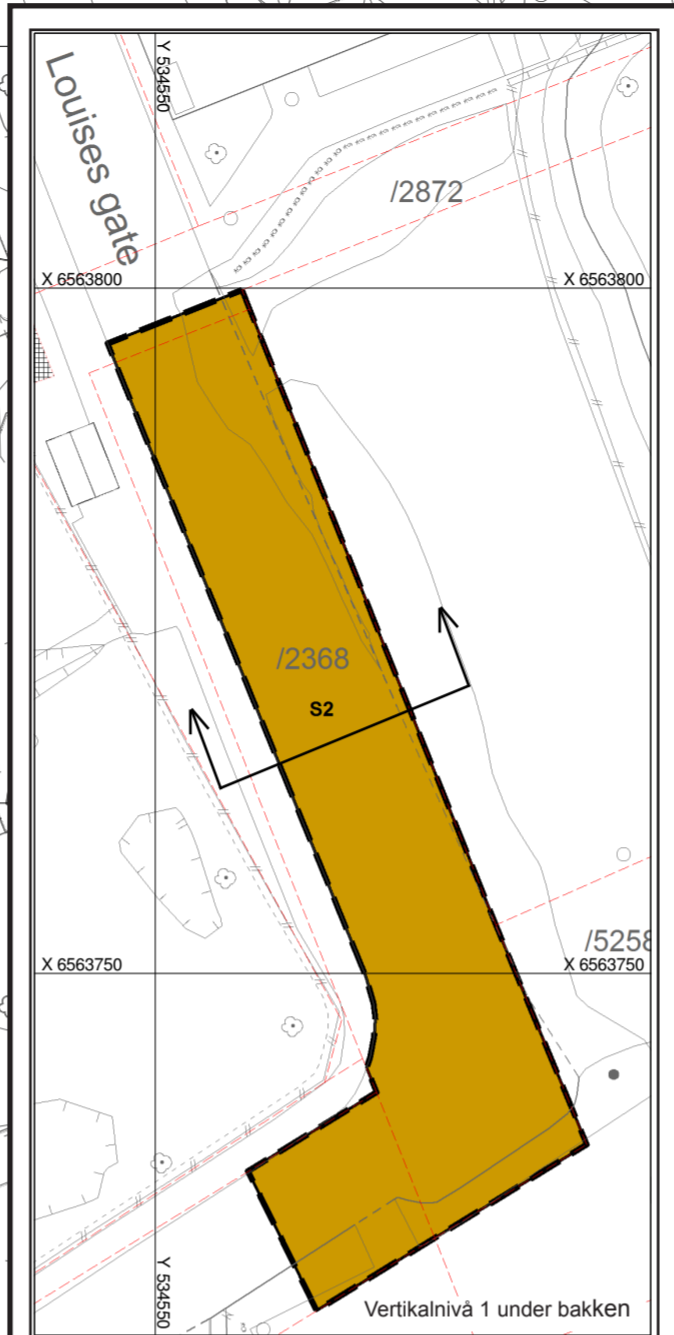 Y 534550
Louises gate
/2872
X 6563800
X 6563800
/2368
S2
/5258
X 6563750
X 6563750
Y 534550
Vertikalnivå 1 under bakken